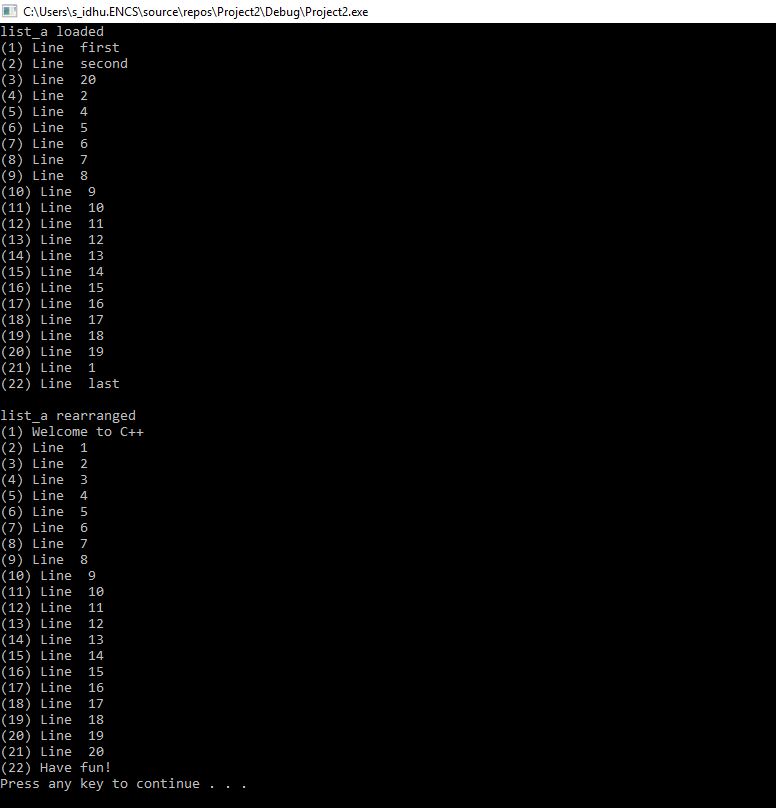 C:\Users\s_idhu.ENCS\source\repos\Project2\Debug\Project2.exe
list_a loaded
(1) Line  first
(2) Line  second
(3) Line  20
(4) Line  2
(5) Line  4
(6) Line  5
(7) Line  6
(8) Line  7
(9) Line  8
(10) Line  9
(11) Line  10
(12) Line  11
(13) Line  12
(14) Line  13
(15) Line  14
(16) Line  15
(17) Line  16
(18) Line  17
(19) Line  18
(20) Line  19
(21) Line  1
(22) Line  last

list_a rearranged
(1) Welcome to C++
(2) Line  1
(3) Line  2
(4) Line  3
(5) Line  4
(6) Line  5
(7) Line  6
(8) Line  7
(9) Line  8
(10) Line  9
(11) Line  10
(12) Line  11
(13) Line  12
(14) Line  13
(15) Line  14
(16) Line  15
(17) Line  16
(18) Line  17
(19) Line  18
(20) Line  19
(21) Line  20
(22) Have fun!
Press any key to continue . . .